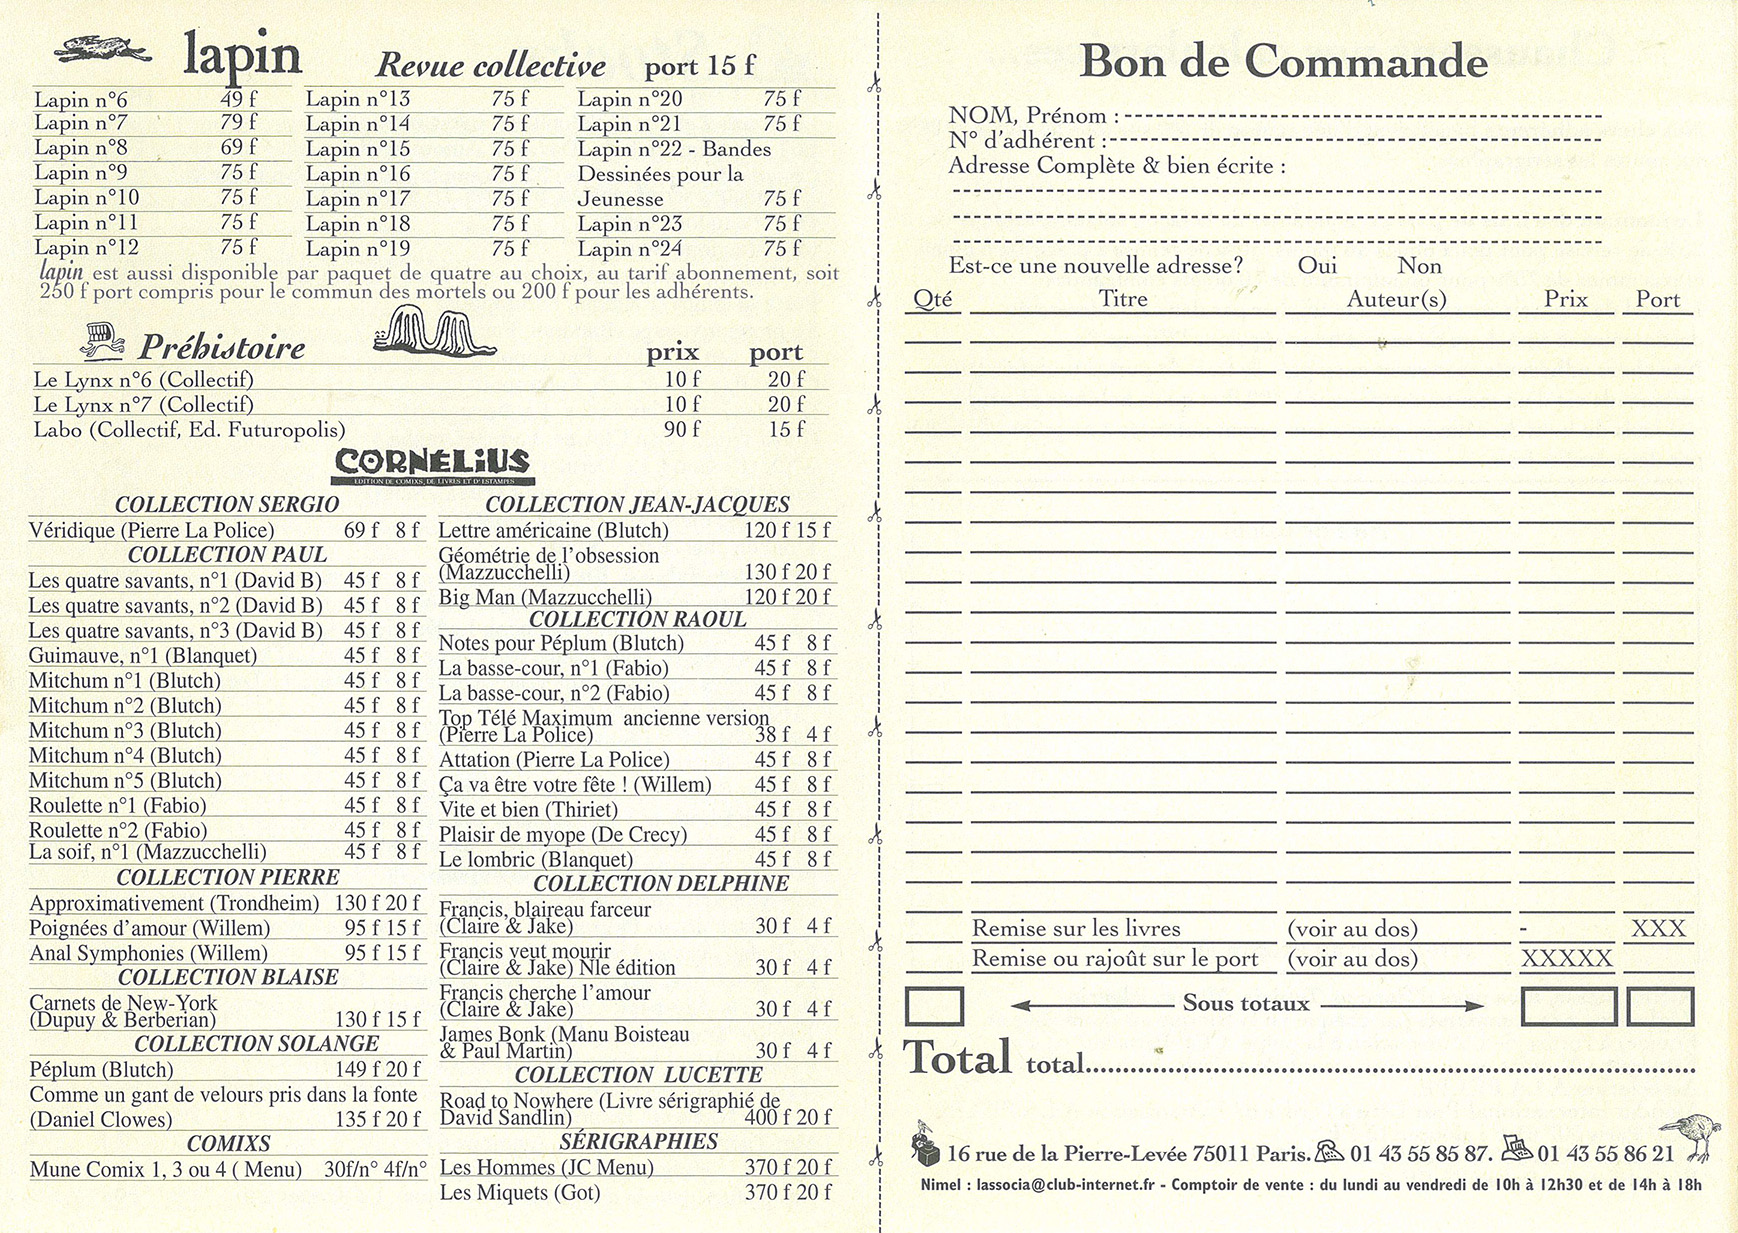 lapin Revue collective port 15 f
Lapin n°6 49 f
Lapin n°7 79 f
Lapin n°8 69 f
Lapin n°9 75 f
Lapin n°10 75 f
Lapin n°11 75 f
Lapin n°12 75 f
Lapin n°13 75 f
Lapin n°14 75 f
Lapin n°15 75 f
Lapin n°16 75 f
Lapin n°17 75 f
Lapin n°18 75 f
Lapin n°19 75 f
Lapin n°20 75 f
Lapin n°21 75 f
Lapin n°22 - Bandes
Dessinées pour la
Jeunesse 75 f
Lapin n°23 75 f
Lapin n°24 75 f
lapin est aussi disponible par paquet de quatre au choix, au tarif abonnement, soit
250 f port compris pour le commun des mortels ou 200 f pour les adhérents.
Préhistoire prix port
Le Lynx n°6 (Collectif) 10 f 20 f
Le Lynx n°7 (Collectif) 10 f 20 f
Labo (Collectif, Ed. Futuropolis) 90 f 15 f
CORNELIUS
EDITION DE COMIXS, DE LIVRES ET D'ESTAMPES
COLLECTION SERGIO
Véridique (Pierre La Police) 69 f 8 f
COLLECTION PAUL
Les quatre savants, n°1 (David B) 45 f 8 f
Les quatre savants, n°2 (David B) 45 f 8 f
Les quatre savants, n°3 (David B) 45 f 8 f
Guimauve, n°1 (Blanquet) 45 f 8 f
Mitchum n°1 (Blutch) 45 f 8 f
Mitchum n°2 (Blutch) 45 f 8 f
Mitchum n°3 (Blutch) 45 f 8 f
Mitchum n°4 (Blutch) 45 f 8 f
Mitchum n°5 (Blutch) 45 f 8 f
Roulette n°1 (Fabio) 45 f 8 f
Roulette n°2 (Fabio) 45 f 8 f
La soif, n°1 (Mazzucchelli) 45 f 8 f
COLLECTION PIERRE
Approximativement (Trondheim) 130 f 20 f
Poignées d'amour (Willem) 95 f 15 f
Anal Symphonies (Willem) 95 f 15 f
COLLECTION BLAISE
Carnets de New-York
(Dupuy & Berberian) 130 f 15 f
COLLECTION SOLANGE
Péplum (Blutch) 149 f 20 f
Comme un gant de velours pris dans la fonte
(Daniel Clowes) 135 f 20 f
COMIXS
Mune Comix 1, 3 ou 4 ( Menu) 30f/n° 4f/n°
COLLECTION JEAN-JACQUES
Lettre américaine (Blutch) 120 f 15 f
Géométrie de l'obsession
(Mazzucchelli) 130 f 20 f
Big Man (Mazzucchelli) 120 f 20 f
COLLECTION RAOUL
Notes pour Péplum (Blutch) 45 f 8 f
La basse-cour, n°1 (Fabio) 45 f 8 f
La basse-cour, n°2 (Fabio) 45 f 8 f
Top Télé Maximum ancienne version
(Pierre La Police) 38 f 4 f
Attation (Pierre La Police) 45 f 8 f
Ça va être votre fête ! (Willem) 45 f 8 f
Vite et bien (Thiriet) 45 f 8 f
Plaisir de myope (De Crecy) 45 f 8 f
Le lombric (Blanquet) 45 f 8 f
COLLECTION DELPHINE
Francis, blaireau farceur
(Claire & Jake) 30 f 4 f
Francis veut mourir
(Claire & Jake) Nle édition 30 f 4 f
Francis cherche l'amour
(Claire & Jake) 30 f 4 f
James Bonk (Manu Boisteau
& Paul Martin) 30 f 4 f
COLLECTION LUCETTE
Road to Nowhere (Livre sérigraphié de
David Sandlin) 400 f 20 f
SÉRIGRAPHIES
Les Hommes (JC Menu) 370 f 20 f
Les Miquets (Got) 370 f 20 f
Bon de Commande
NOM, Prénom :
N° d'adhérent :
Adresse Complète & bien écrite :
Est-ce une nouvelle adresse? Oui Non
Qté Titre Auteur(s) Prix Port
Remise sur les livres (voir au dos) - XXX
Remise ou rajoût sur le port (voir au dos) XXXXX
Sous totaux
Total total
16 rue de la Pierre-Levée 75011 Paris. 01 43 55 85 87. 01 43 55 86 21
Nimel : lassocia@club-internet.fr - Comptoir de vente : du lundi au vendredi de 10h à 12h30 et de 14h à 18h